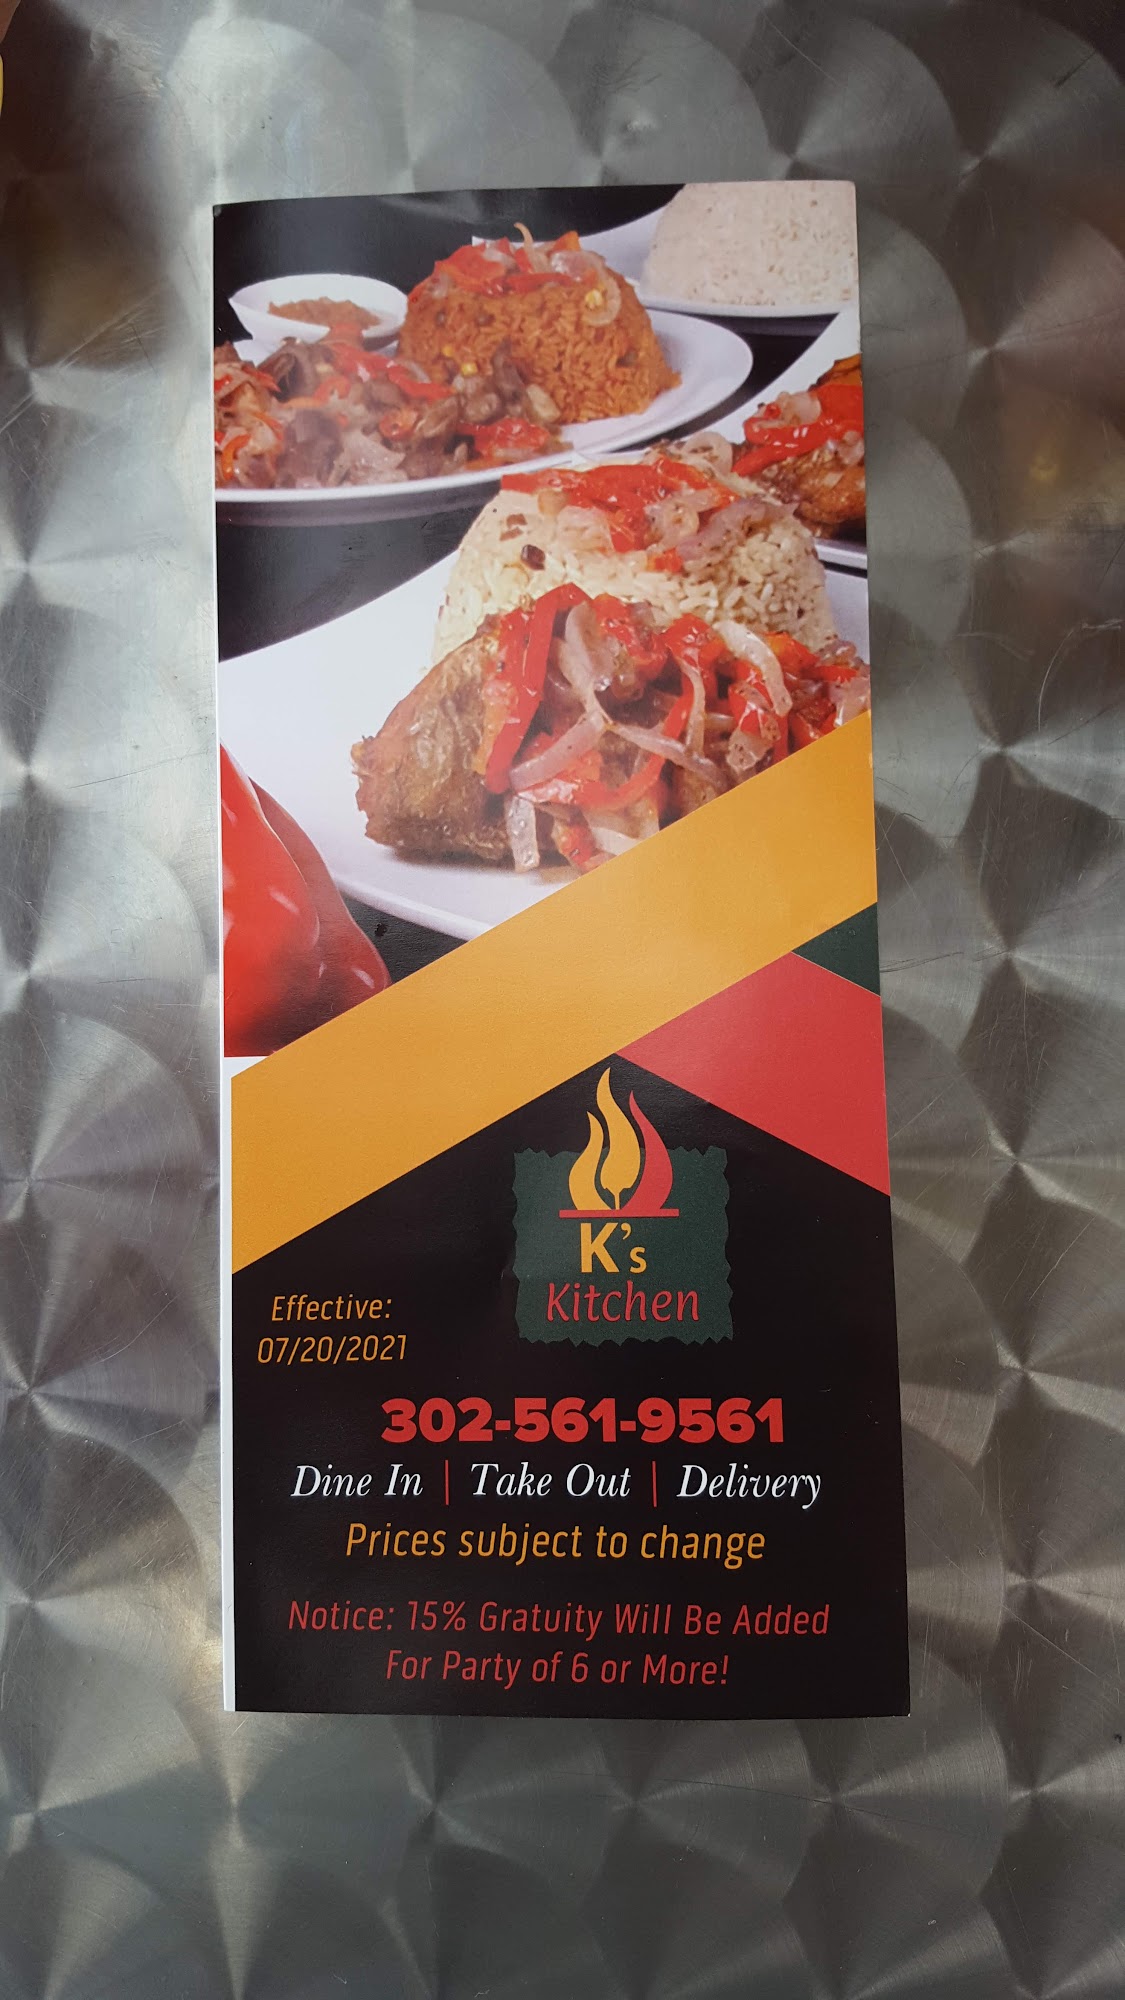 K's
Kitchen
Effective:
07/20/2021
302-561-9561
Dine In | Take Out | Delivery
Prices subject to change
Notice: 15% Gratuity Will Be Added
For Party of 6 or More!